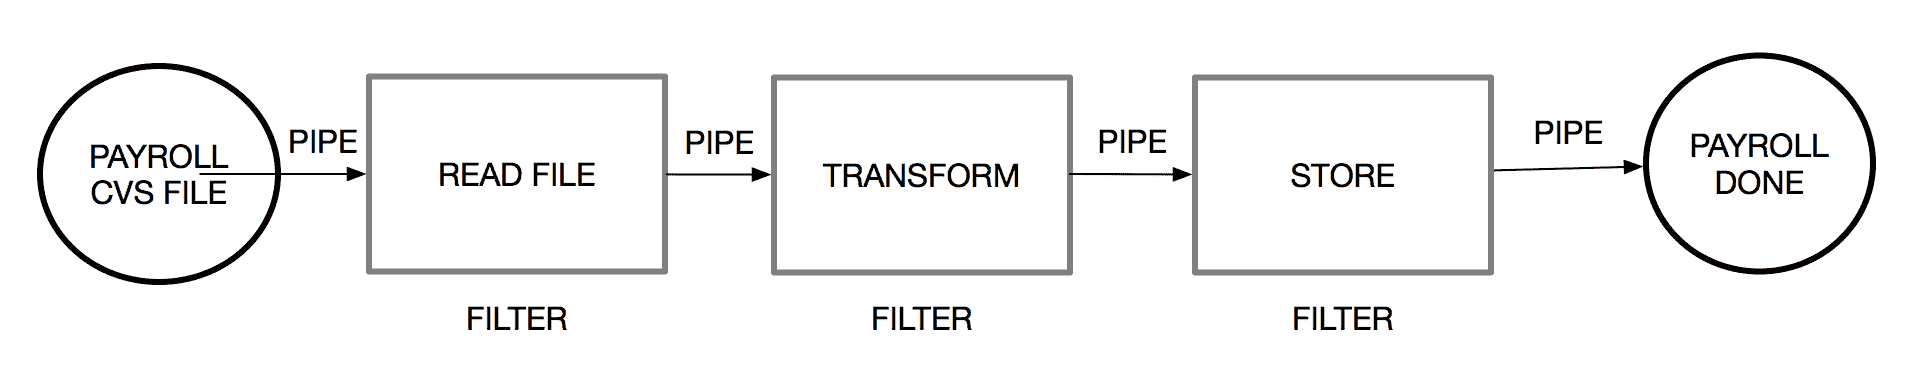 PAYROLL
CVS FILE
PIPE
READ FILE
FILTER
PIPE
TRANSFORM
FILTER
PIPE
STORE
FILTER
PIPE
PAYROLL
DONE